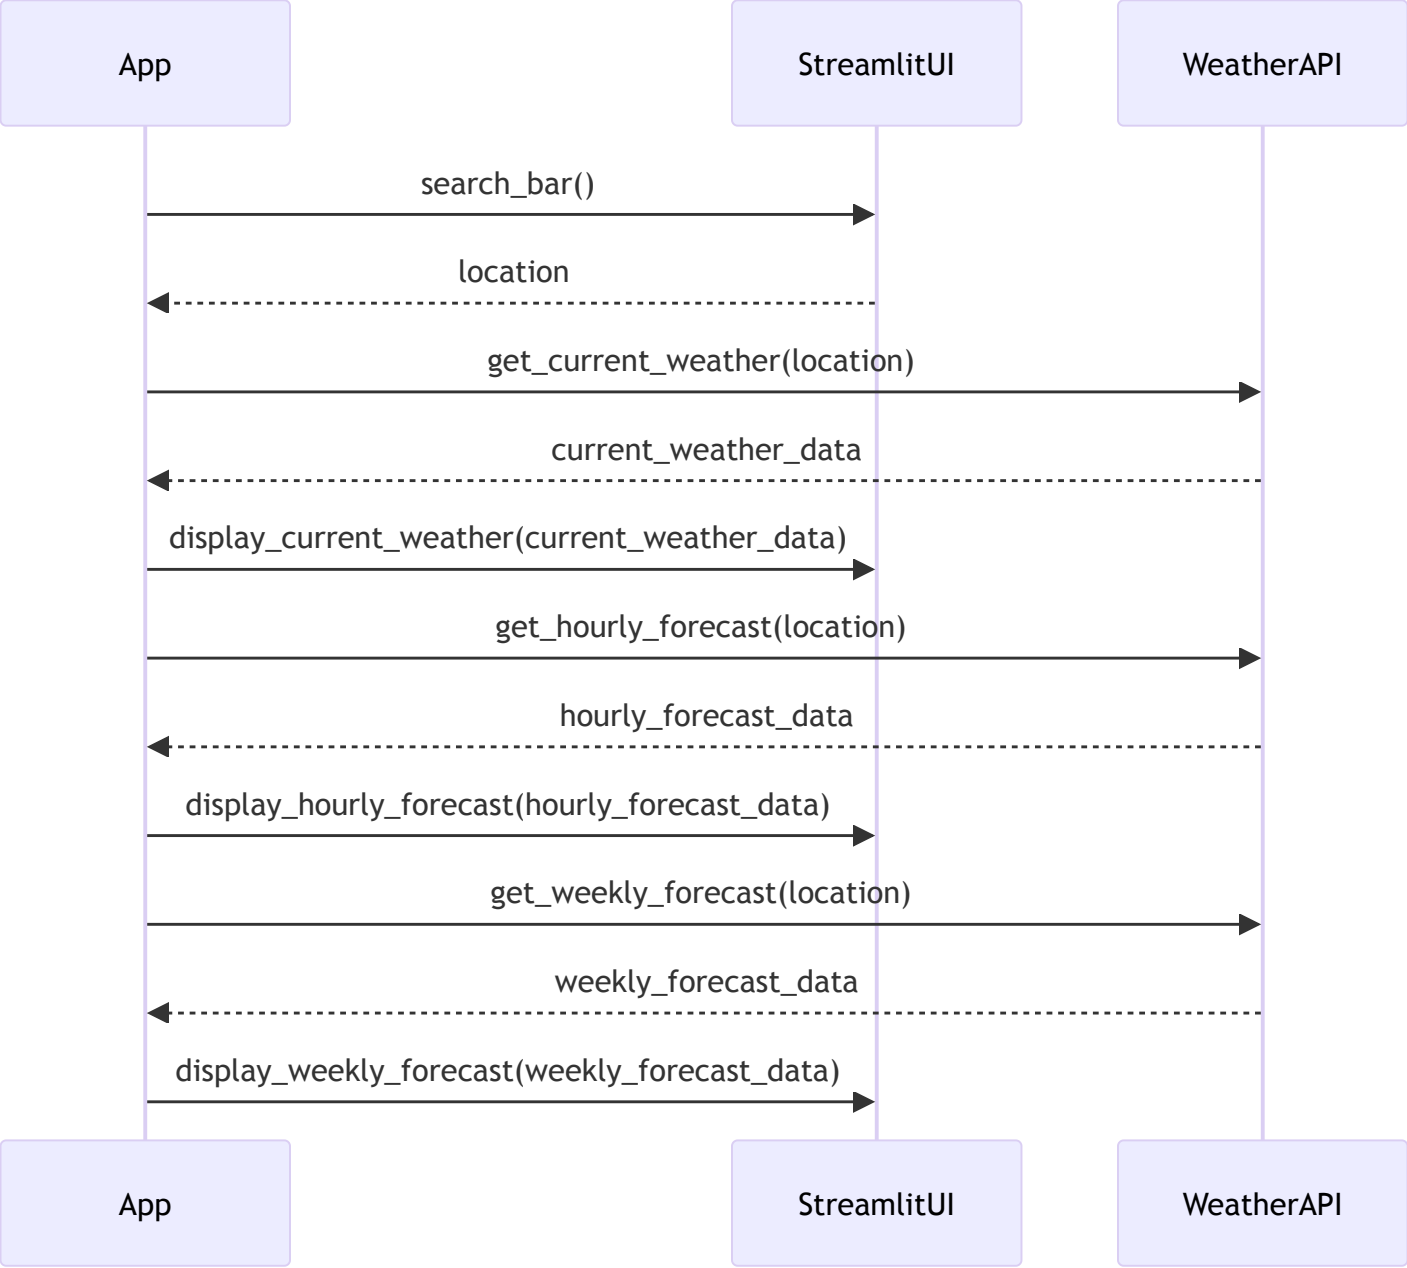 App
StreamlitUI
WeatherAPI
search_bar()
location
get_current_weather(location)
current_weather_data
display_current_weather(current_weather_data)
get_hourly_forecast(location)
hourly_forecast_data
display_hourly_forecast(hourly_forecast_data)
get_weekly_forecast(location)
weekly_forecast_data
display_weekly_forecast(weekly_forecast_data)
App
StreamlitUI
WeatherAPI